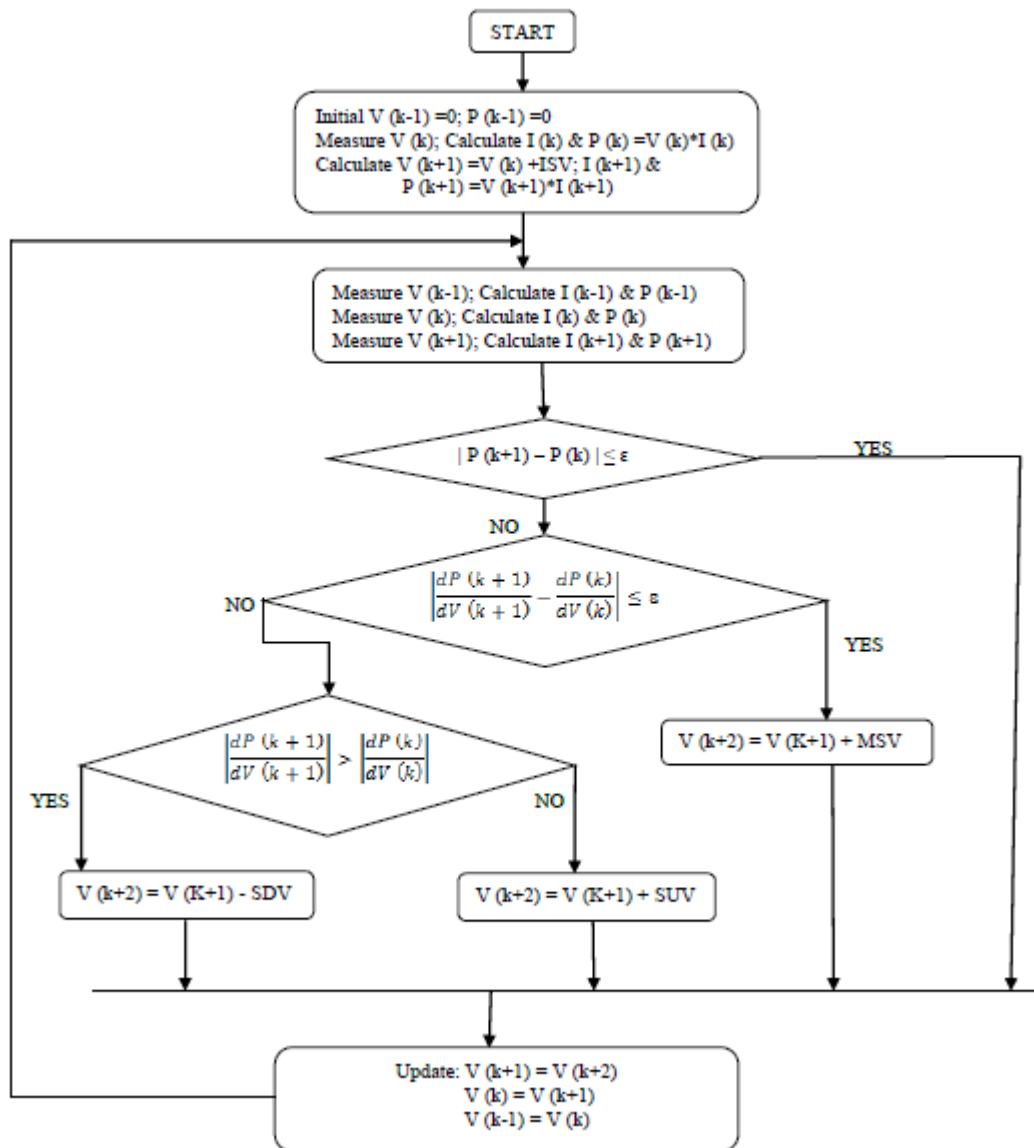 START
Initial V (k-1) =0; P (k-1) =0
Measure V (k); Calculate I (k) & P (k) =V (k)*I (k)
Calculate V (k+1) =V (k) +ISV; I (k+1) &
P (k+1) =V (k+1)*I (k+1)
Measure V (k-1); Calculate I (k-1) & P (k-1)
Measure V (k); Calculate I (k) & P (k)
Measure V (k+1); Calculate I (k+1) & P (k+1)
| P (k+1) – P (k) | ≤ ε
YES
NO
|dP (k + 1)/dV (k + 1) − dP (k)/dV (k)| ≤ ε
NO
YES
|dP (k + 1)/dV (k + 1)| > |dP (k)/dV (k)|
V (k+2) = V (K+1) + MSV
YES
NO
V (k+2) = V (K+1) - SDV
V (k+2) = V (K+1) + SUV
Update: V (k+1) = V (k+2)
V (k) = V (k+1)
V (k-1) = V (k)